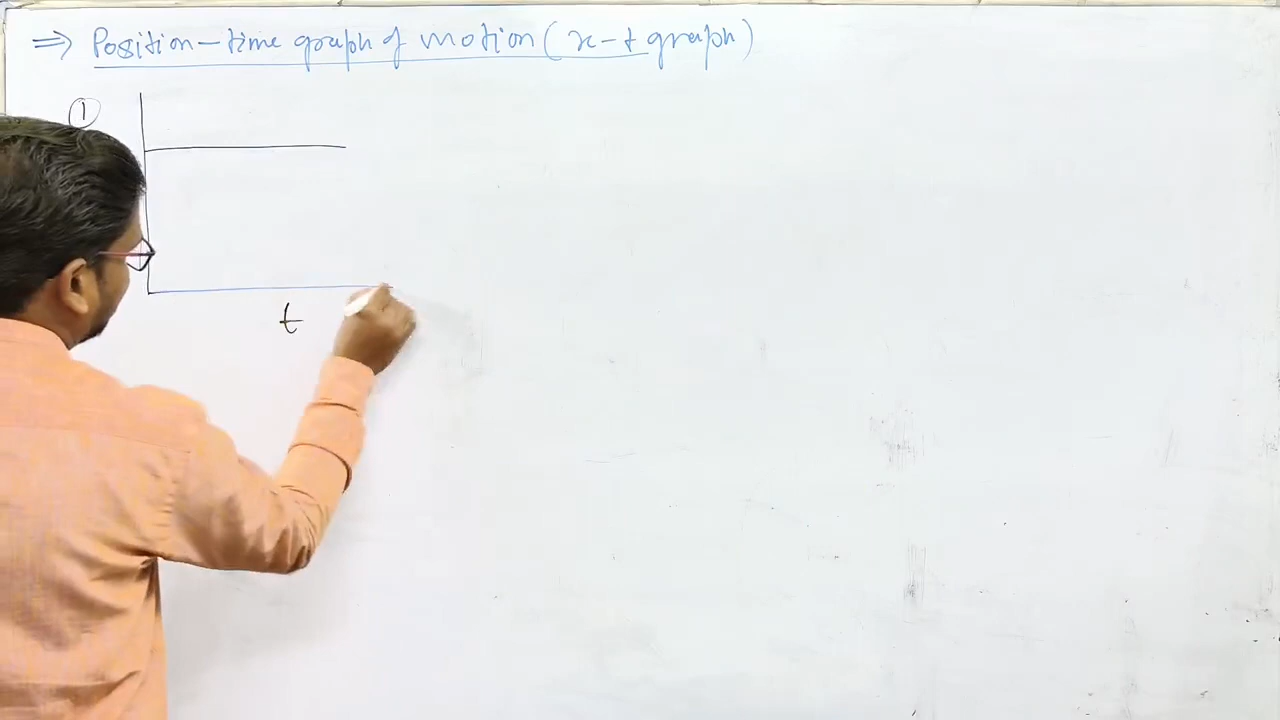 ⇒ Position-time graph of motion (x-t graph)
①
t